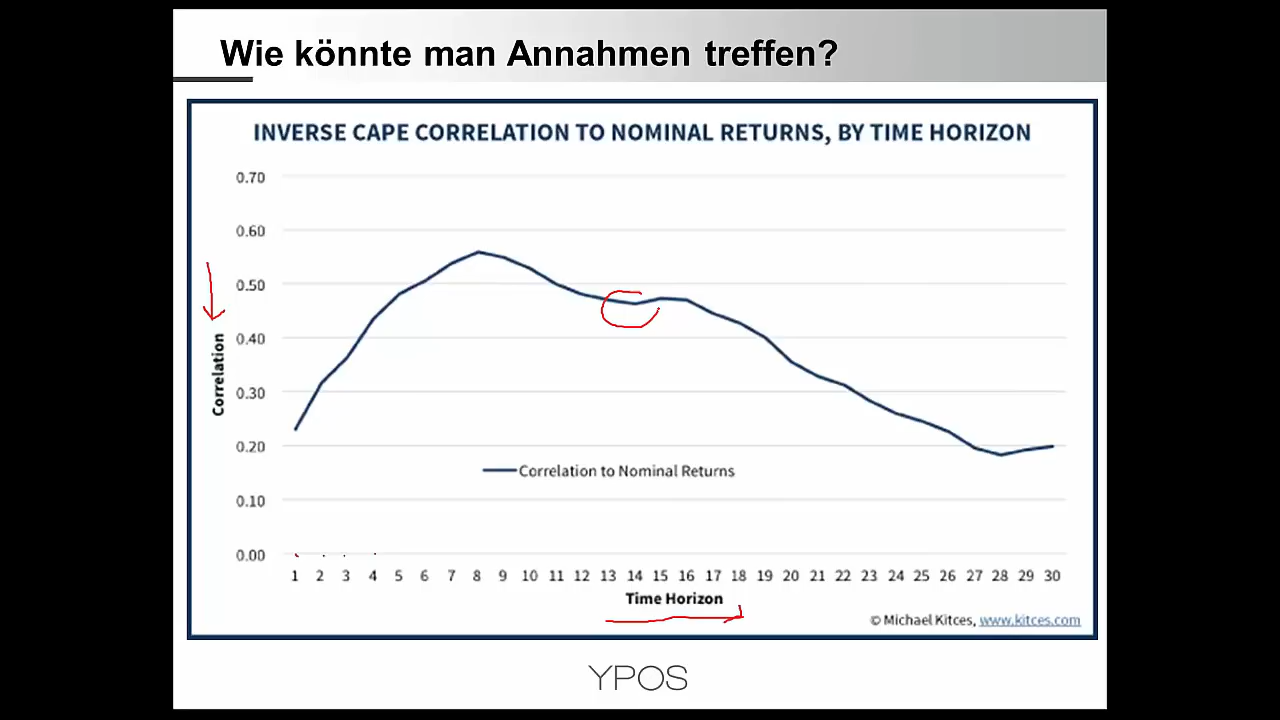 Wie könnte man Annahmen treffen?
INVERSE CAPE CORRELATION TO NOMINAL RETURNS, BY TIME HORIZON
0.70
0.60
0.50
0.40
0.30
0.20
0.10
0.00
Correlation
Correlation to Nominal Returns
1 2 3 4 5 6 7 8 9 10 11 12 13 14 15 16 17 18 19 20 21 22 23 24 25 26 27 28 29 30
Time Horizon
© Michael Kitces, www.kitces.com
YPOS